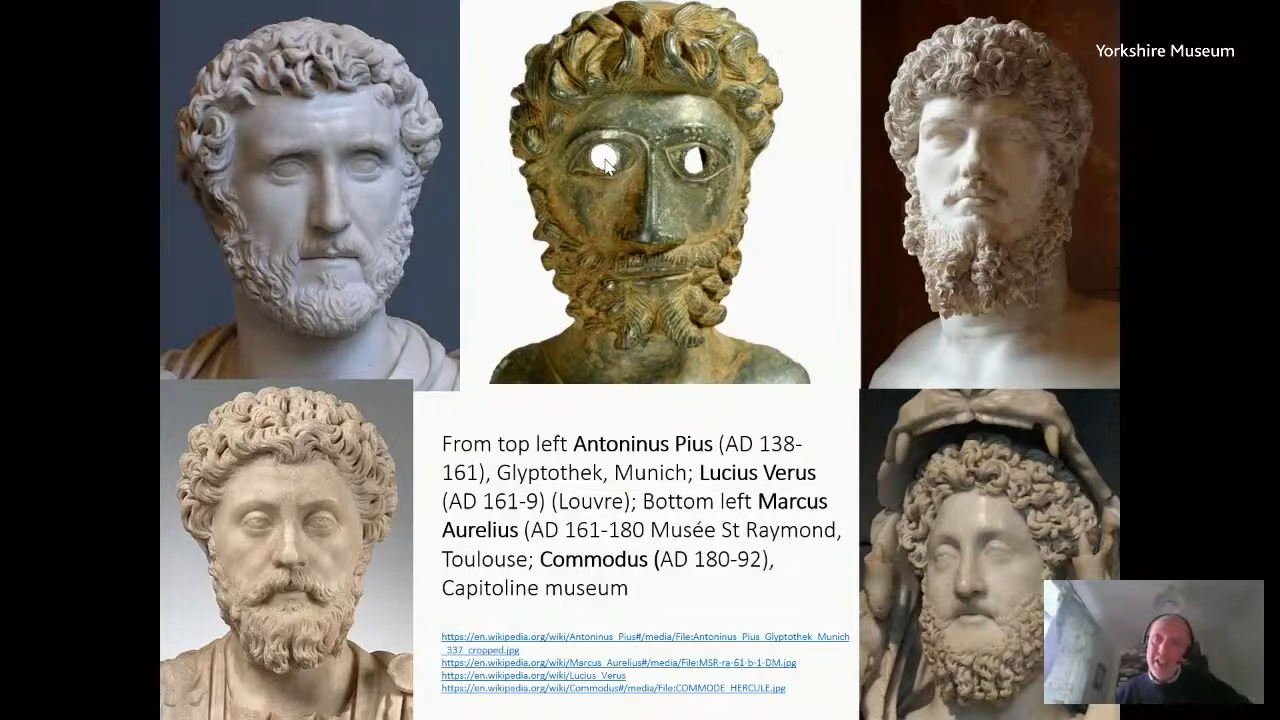 Yorkshire Museum
From top left Antoninus Pius (AD 138-
161), Glyptothek, Munich; Lucius Verus
(AD 161-9) (Louvre); Bottom left Marcus
Aurelius (AD 161-180 Musée St Raymond,
Toulouse; Commodus (AD 180-92),
Capitoline museum
https://en.wikipedia.org/wiki/Antoninus_Pius#/media/File:Antoninus_Pius_Glyptothek_Munich
_337_cropped.jpg
https://en.wikipedia.org/wiki/Marcus_Aurelius#/media/File:MSR-ra-61-b-1-DM.jpg
https://en.wikipedia.org/wiki/Lucius_Verus
https://en.wikipedia.org/wiki/Commodus#/media/File:COMMODE_HERCULE.jpg